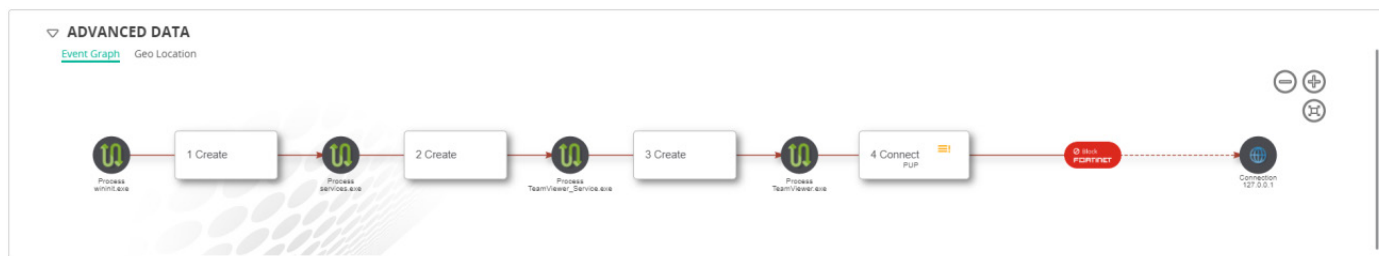 ADVANCED DATA
Event Graph Geo Location
1 Create
2 Create
3 Create
4 Connect
PUP
Block
FORTINET
Process
wininit.exe
Process
services.exe
Process
TeamViewer_Service.exe
Process
TeamViewer.exe
Connection
127.0.0.1